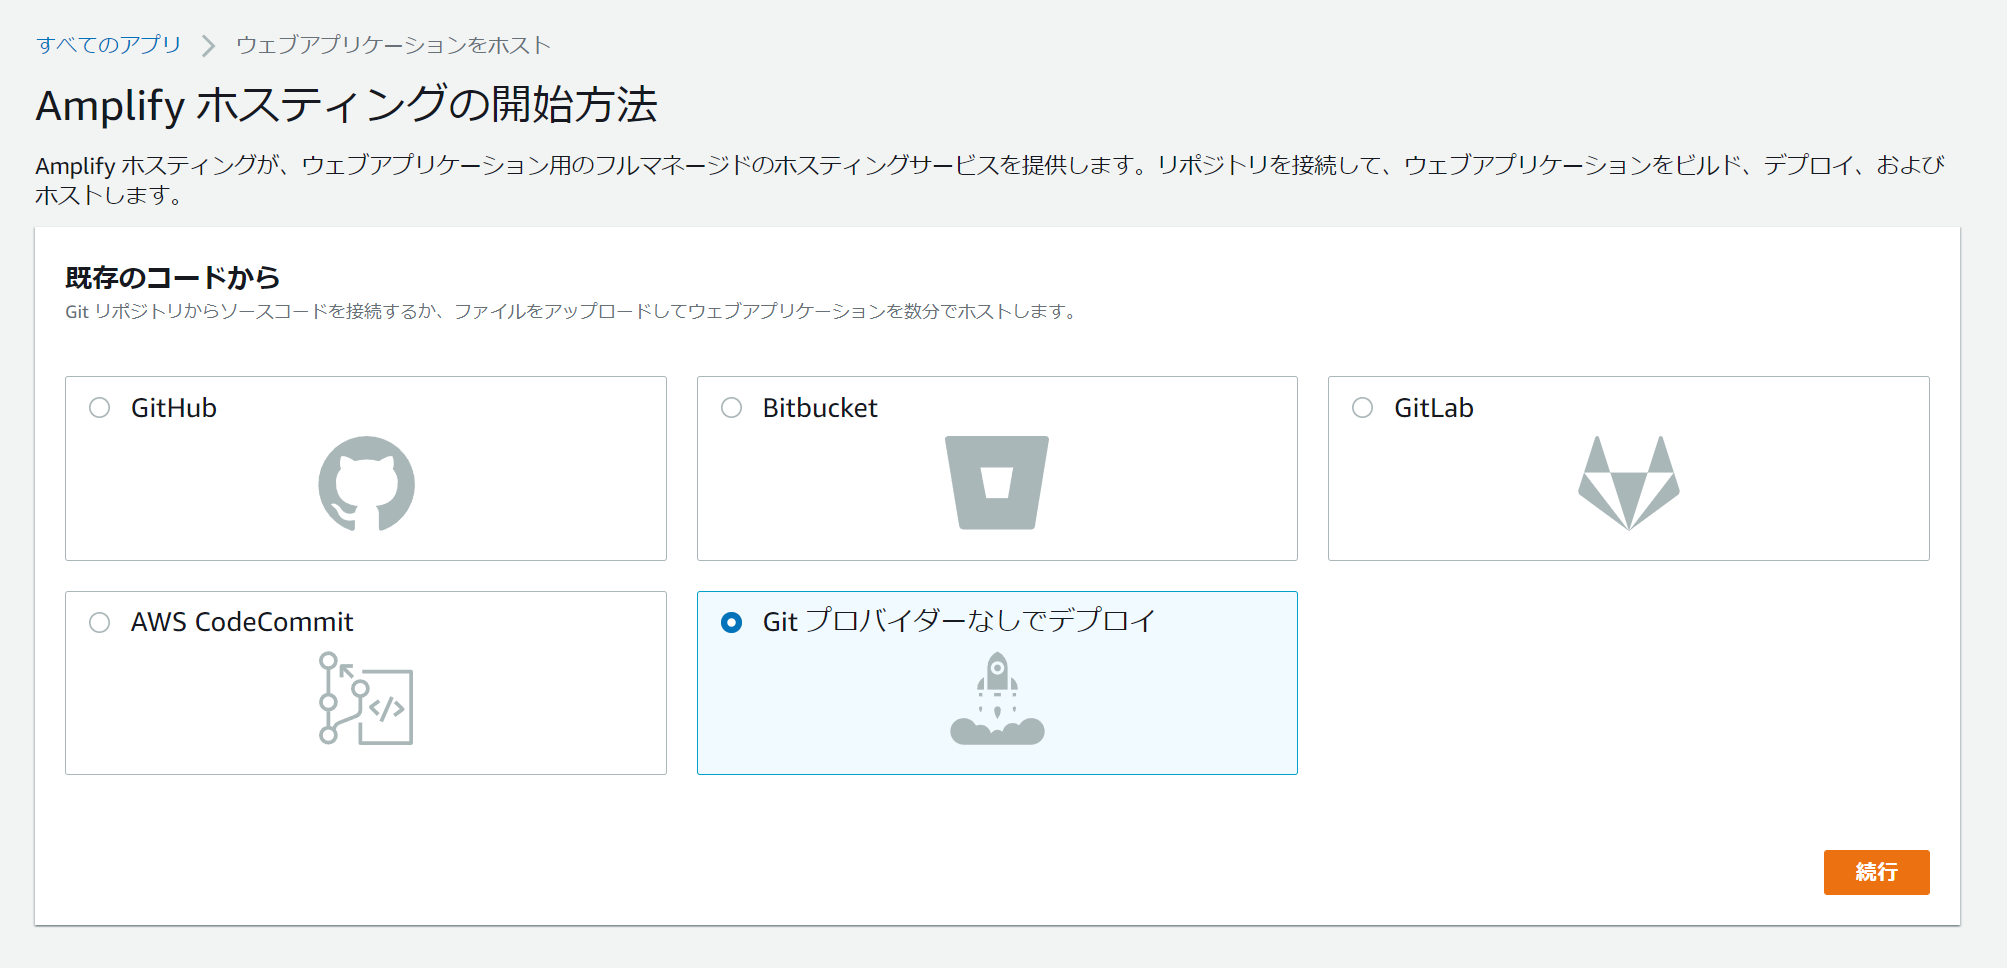 すべてのアプリ ウェブアプリケーションをホスト
Amplify ホスティングの開始方法
Amplify ホスティングが、ウェブアプリケーション用のフルマネージドのホスティングサービスを提供します。リポジトリを接続して、ウェブアプリケーションをビルド、デプロイ、および
ホストします。
既存のコードから
Git リポジトリからソースコードを接続するか、ファイルをアップロードしてウェブアプリケーションを数分でホストします。
GitHub
Bitbucket
GitLab
AWS CodeCommit
Git プロバイダーなしでデプロイ
続行